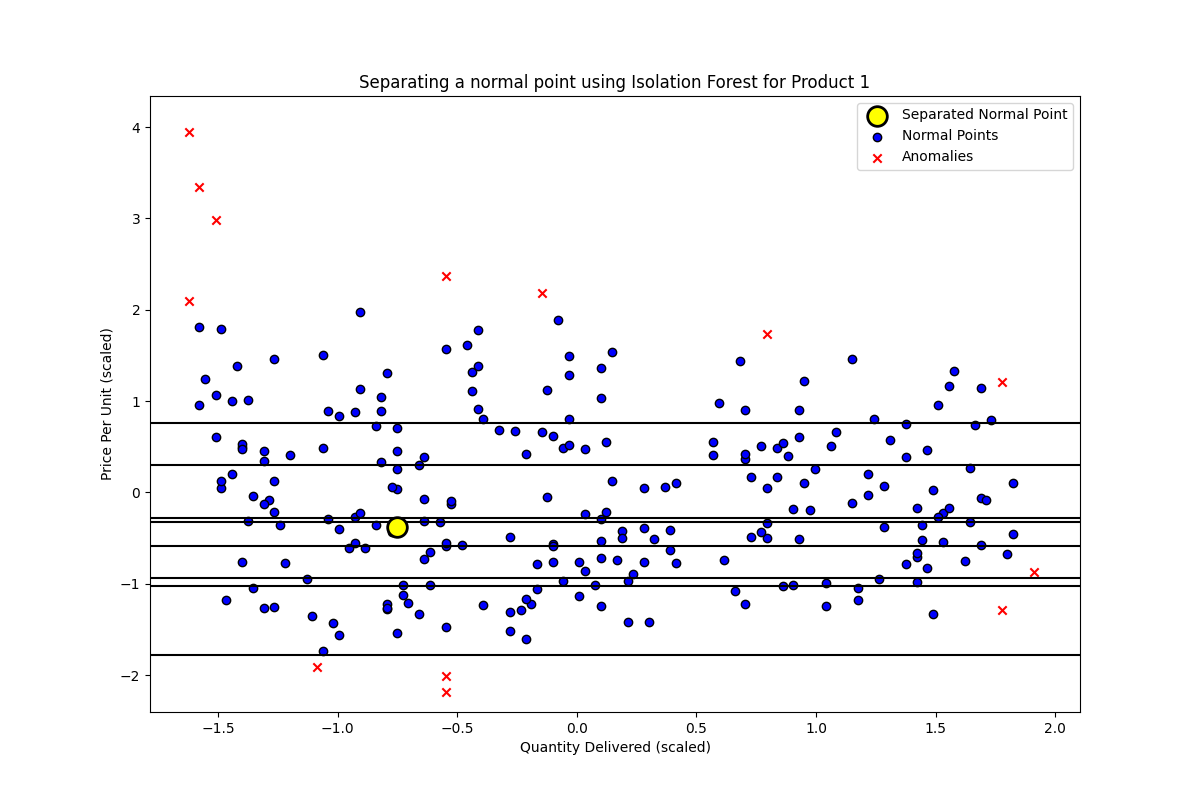 Separating a normal point using Isolation Forest for Product 1
Separated Normal Point
Normal Points
Anomalies
4
3
2
1
0
−1
−2
Price Per Unit (scaled)
−1.5
−1.0
−0.5
0.0
0.5
1.0
1.5
2.0
Quantity Delivered (scaled)